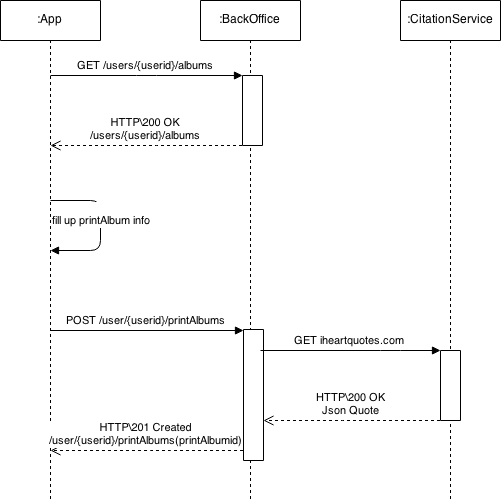 :App
:BackOffice
:CitationService
GET /users/{userid}/albums
HTTP\200 OK
/users/{userid}/albums
fill up printAlbum info
POST /user/{userid}/printAlbums
GET iheartquotes.com
HTTP\200 OK
Json Quote
HTTP\201 Created
/user/{userid}/printAlbums(printAlbumid)